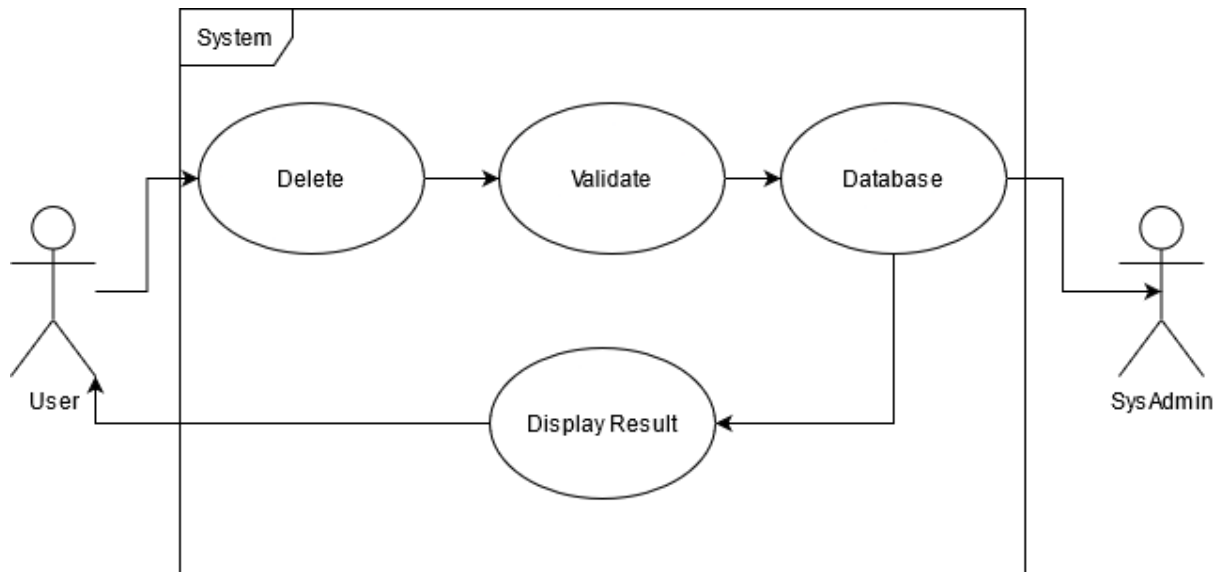 System
Delete
Validate
Database
User
SysAdmin
Display Result